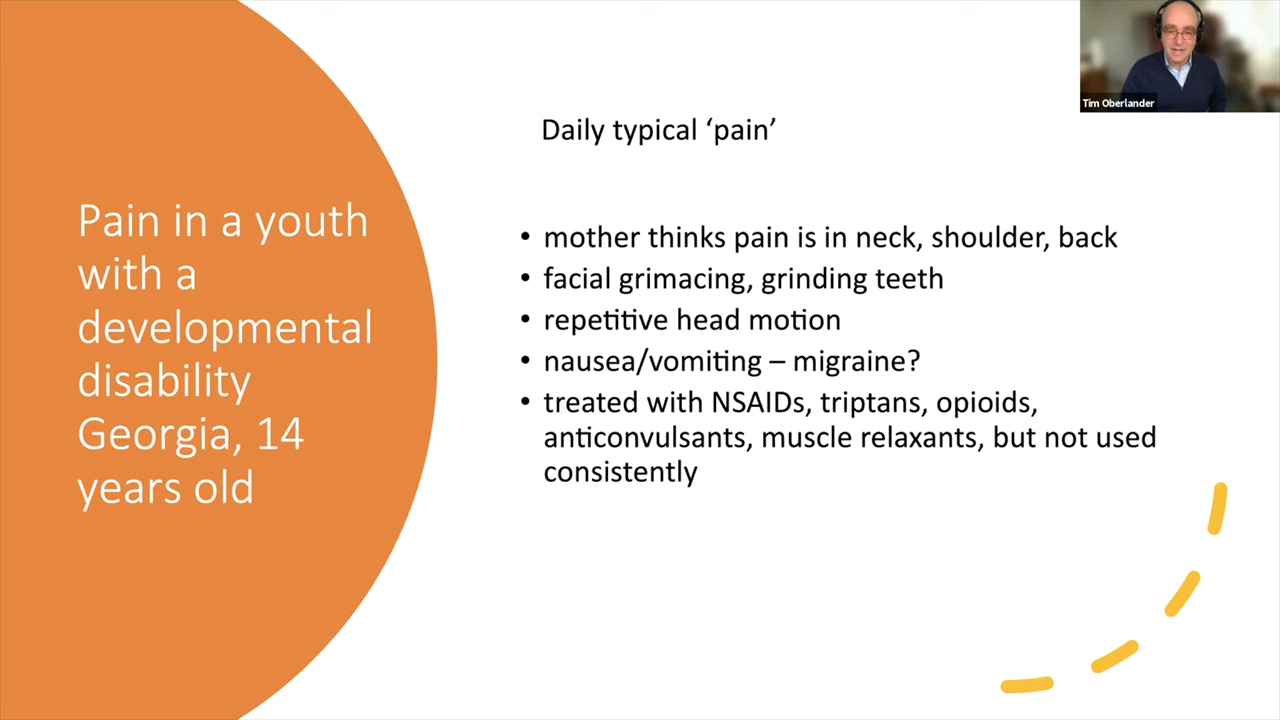 Pain in a youth
with a
developmental
disability
Georgia, 14
years old
Daily typical ‘pain’
• mother thinks pain is in neck, shoulder, back
• facial grimacing, grinding teeth
• repetitive head motion
• nausea/vomiting – migraine?
• treated with NSAIDs, triptans, opioids,
anticonvulsants, muscle relaxants, but not used
consistently
Tim Oberlander